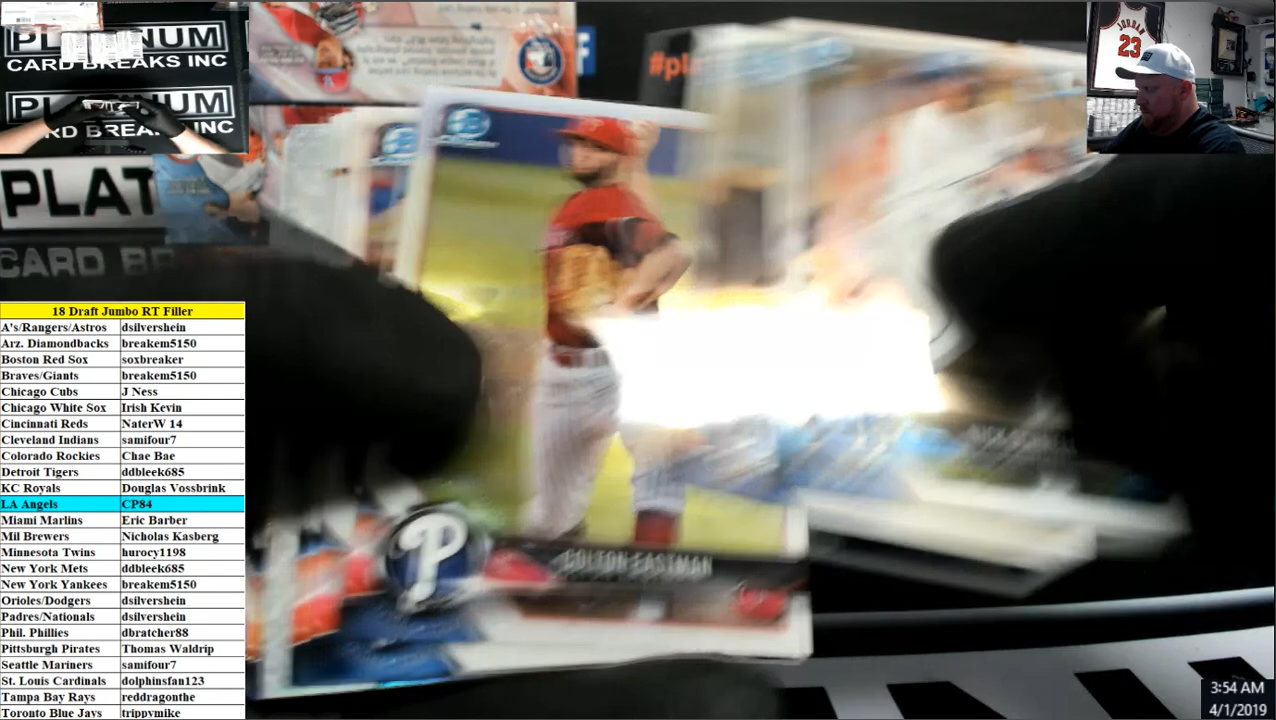 PLATINUM
CARD BREAKS INC
PLATINUM
CARD BREAKS INC
PLAT
CARD BR
#pla
JORDAN
23
COLTON EASTMAN
P
18 Draft Jumbo RT Filler
A's/Rangers/Astros dsilvershein
Arz. Diamondbacks breakem5150
Boston Red Sox soxbreaker
Braves/Giants breakem5150
Chicago Cubs J Ness
Chicago White Sox Irish Kevin
Cincinnati Reds NaterW 14
Cleveland Indians samifour7
Colorado Rockies Chae Bae
Detroit Tigers ddbleek685
KC Royals Douglas Vossbrink
LA Angels CP84
Miami Marlins Eric Barber
Mil Brewers Nicholas Kasberg
Minnesota Twins hurocy1198
New York Mets ddbleek685
New York Yankees breakem5150
Orioles/Dodgers dsilvershein
Padres/Nationals dsilvershein
Phil. Phillies dbratcher88
Pittsburgh Pirates Thomas Waldrip
Seattle Mariners samifour7
St. Louis Cardinals dolphinsfan123
Tampa Bay Rays reddragonthe
Toronto Blue Jays trippymike
3:54 AM
4/1/2019